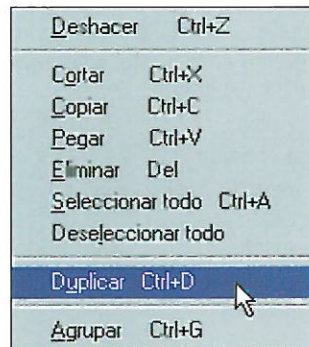 Deshacer Ctrl+Z
Cortar Ctrl+X
Copiar Ctrl+C
Pegar Ctrl+V
Eliminar Del
Seleccionar todo Ctrl+A
Deseleccionar todo
Duplicar Ctrl+D
Agrupar Ctrl+G